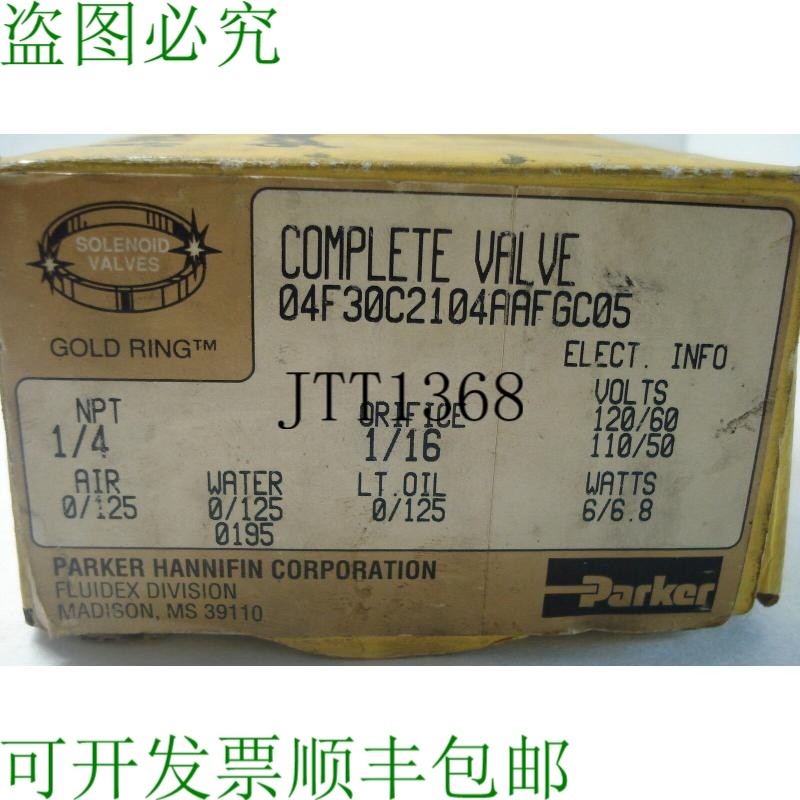 盗图必究
SOLENOID
VALVES
GOLD RING™
COMPLETE VALVE
04F30C2104AAFGC05
ELECT. INFO
JTT1368
NPT
1/4
ORIFICE
1/16
VOLTS
120/60
110/50
AIR
0/125
WATER
0/125
0195
LT.OIL
0/125
WATTS
6/6.8
PARKER HANNIFIN CORPORATION
FLUIDEX DIVISION
MADISON, MS 39110
Parker
可开发票顺丰包邮